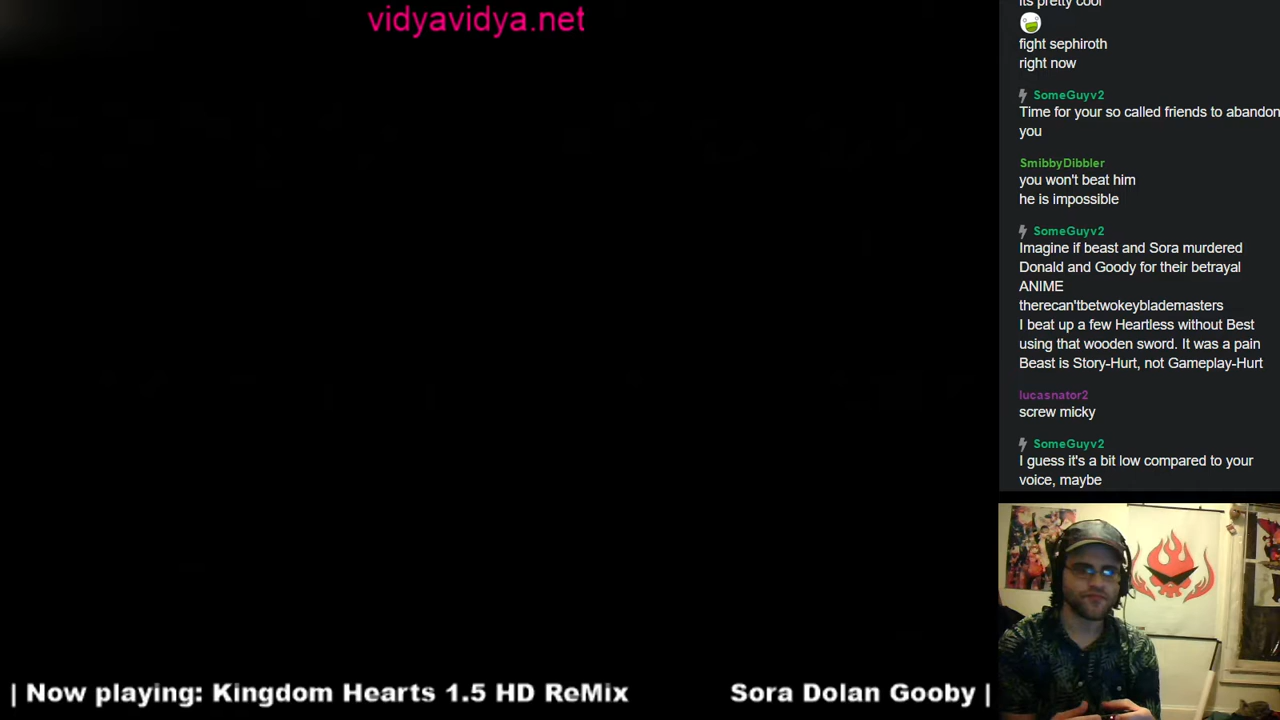 vidyavidya.net
its pretty cool
fight sephiroth
right now
SomeGuyv2
Time for your so called friends to abandon
you
SmibbyDibbler
you won't beat him
he is impossible
SomeGuyv2
Imagine if beast and Sora murdered
Donald and Goody for their betrayal
ANIME
therecan'tbetwokeyblademasters
I beat up a few Heartless without Best
using that wooden sword. It was a pain
Beast is Story-Hurt, not Gameplay-Hurt
lucasnator2
screw micky
SomeGuyv2
I guess it's a bit low compared to your
voice, maybe
| Now playing: Kingdom Hearts 1.5 HD ReMix
Sora Dolan Gooby |